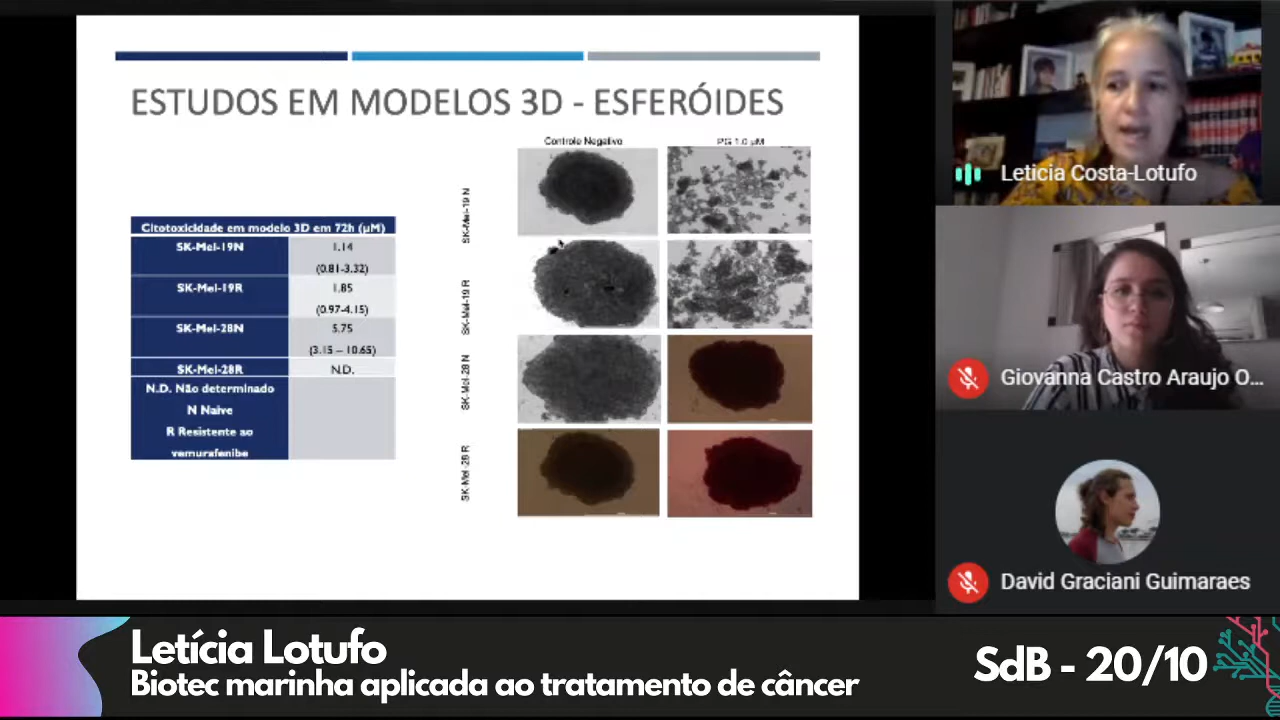 ESTUDOS EM MODELOS 3D - ESFERÓIDES
Citotoxicidade em modelo 3D em 72h (µM)
SK-Mel-19N
1.14
(0.81-3.32)
SK-Mel-19R
1.85
(0.97-4.15)
SK-Mel-28N
5.75
(3.15 – 10.65)
SK-Mel-28R
N.D.
N.D. Não determinado
N Naive
R Resistente ao
vemurafenibe
Controle Negativo
PG 1.0 µM
SK-Mel-19 N
SK-Mel-19 R
SK-Mel-28 N
SK-Mel-28 R
Leticia Costa-Lotufo
Giovanna Castro Araujo O...
David Graciani Guimaraes
Letícia Lotufo
Biotec marinha aplicada ao tratamento de câncer
SdB - 20/10